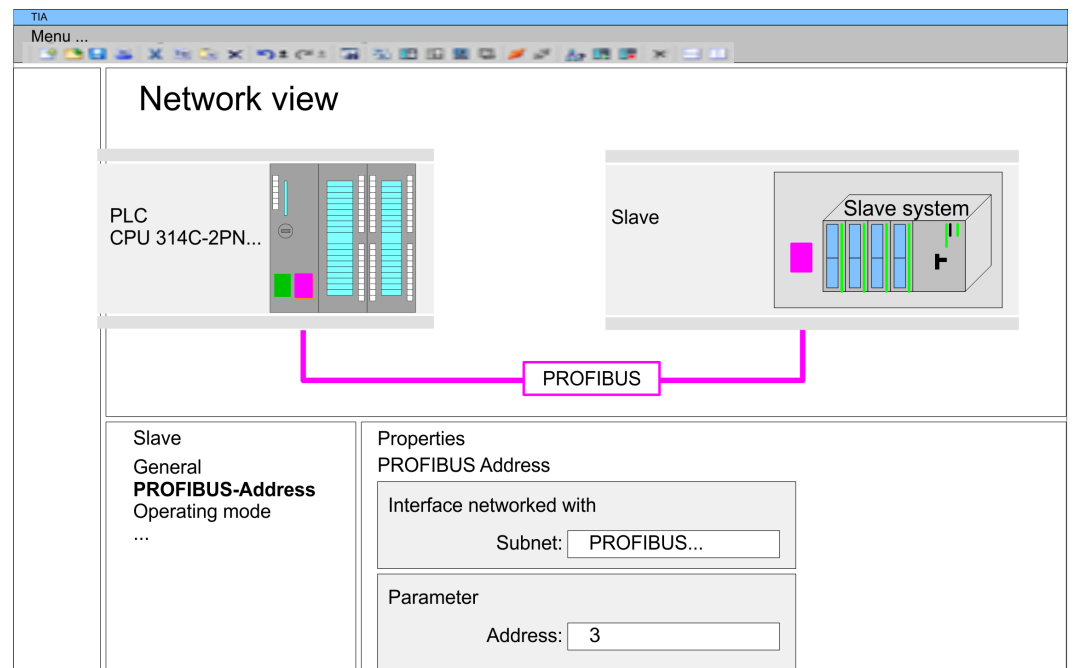 TIA
Menu ...
Network view
PLC
CPU 314C-2PN...
Slave
Slave system
PROFIBUS
Slave
General
PROFIBUS-Address
Operating mode
...
Properties
PROFIBUS Address
Interface networked with
Subnet: PROFIBUS...
Parameter
Address: 3